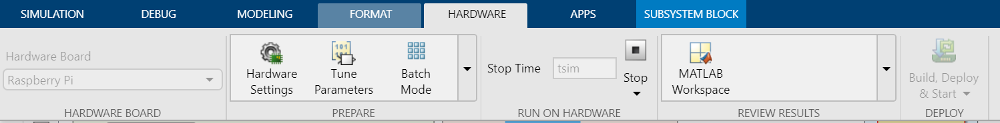 SIMULATION DEBUG MODELING FORMAT HARDWARE APPS SUBSYSTEM BLOCK
Hardware Board
Raspberry Pi
HARDWARE BOARD
Hardware
Settings
Tune
Parameters
Batch
Mode
PREPARE
Stop Time tsim
Stop
RUN ON HARDWARE
MATLAB
Workspace
REVIEW RESULTS
Build, Deploy
& Start
DEPLOY